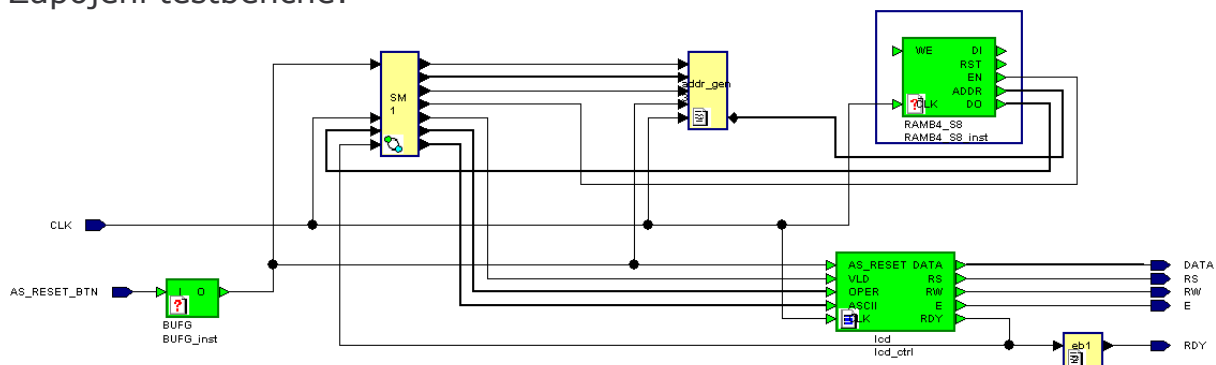 Zapojení testbenche:
SM
1
addr_gen
WE DI
RST
EN
ADDR
CLK DO
RAMB4_S8
RAMB4_S8_inst
CLK
AS_RESET_BTN
I O
BUFG
BUFG_inst
AS_RESET DATA
VLD RS
OPER RW
ASCII E
CLK RDY
lcd
lcd_ctrl
eb1
DATA
RS
RW
E
RDY